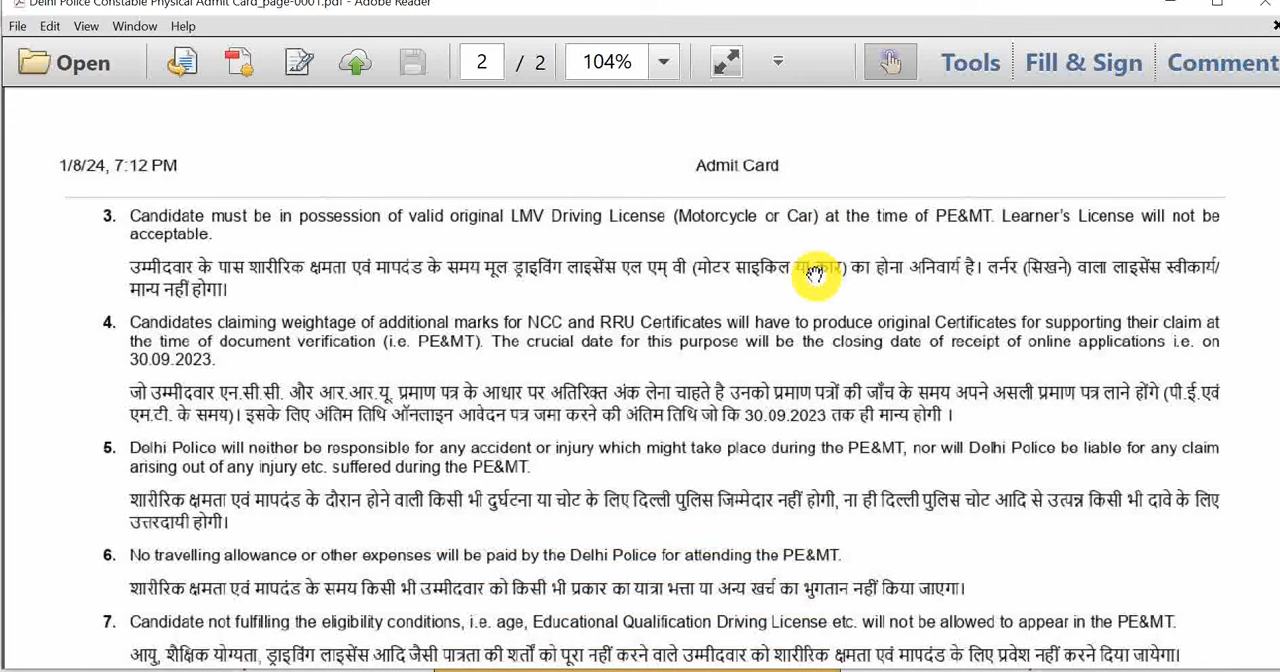 Delhi Police Constable Physical Admit Card_page-0001.pdf - Adobe Reader
File Edit View Window Help
Open 2 / 2 104% Tools Fill & Sign Comment
1/8/24, 7:12 PM Admit Card
3. Candidate must be in possession of valid original LMV Driving License (Motorcycle or Car) at the time of PE&MT. Learner's License will not be
acceptable.
उम्मीदवार के पास शारीरिक क्षमता एवं मापदंड के समय मूल ड्राइविंग लाइसेंस एल एम् वी (मोटर साइकिल या कार) का होना अनिवार्य है। लर्नर (सिखने) वाला लाइसेंस स्वीकार्य/
मान्य नहीं होगा।
4. Candidates claiming weightage of additional marks for NCC and RRU Certificates will have to produce original Certificates for supporting their claim at
the time of document verification (i.e. PE&MT). The crucial date for this purpose will be the closing date of receipt of online applications i.e. on
30.09.2023.
जो उम्मीदवार एन.सी.सी. और आर.आर.यू. प्रमाण पत्र के आधार पर अतिरिक्त अंक लेना चाहते है उनको प्रमाण पत्रों की जाँच के समय अपने असली प्रमाण पत्र लाने होंगे (पी.ई.एवं
एम.टी. के समय)। इसके लिए अंतिम तिथि ऑनलाइन आवेदन पत्र जमा करने की अंतिम तिथि जो कि 30.09.2023 तक ही मान्य होगी ।
5. Delhi Police will neither be responsible for any accident or injury which might take place during the PE&MT, nor will Delhi Police be liable for any claim
arising out of any injury etc. suffered during the PE&MT.
शारीरिक क्षमता एवं मापदंड के दौरान होने वाली किसी भी दुर्घटना या चोट के लिए दिल्ली पुलिस जिम्मेदार नहीं होगी, ना ही दिल्ली पुलिस चोट आदि से उत्पन्न किसी भी दावे के लिए
उत्तरदायी होगी।
6. No travelling allowance or other expenses will be paid by the Delhi Police for attending the PE&MT.
शारीरिक क्षमता एवं मापदंड के समय किसी भी उम्मीदवार को किसी भी प्रकार का यात्रा भत्ता या अन्य खर्च का भुगतान नहीं किया जाएगा।
7. Candidate not fulfilling the eligibility conditions, i.e. age, Educational Qualification Driving License etc. will not be allowed to appear in the PE&MT.
आयु, शैक्षिक योग्यता, ड्राइविंग लाइसेंस आदि जैसी पात्रता की शर्तों को पूरा नहीं करने वाले उम्मीदवार को शारीरिक क्षमता एवं मापदंड के लिए प्रवेश नहीं करने दिया जायेगा।